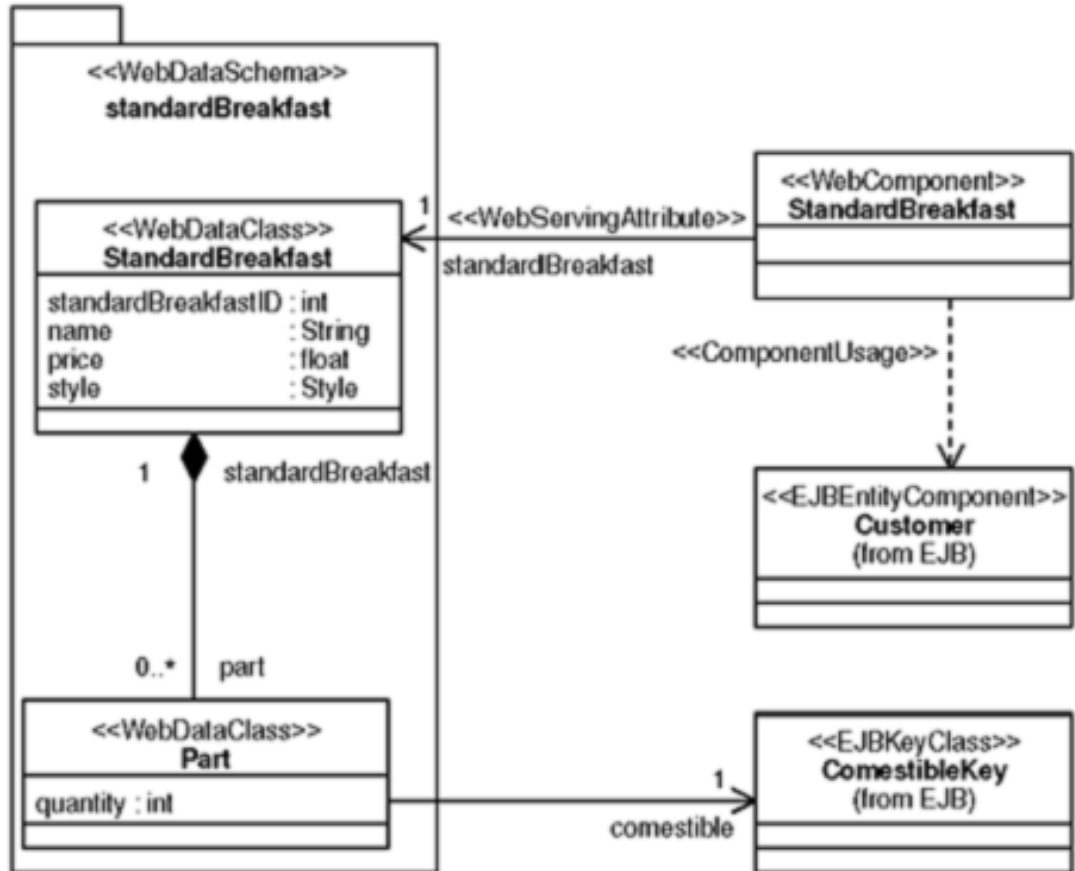 <<WebDataSchema>>
standardBreakfast
<<WebDataClass>>
StandardBreakfast
standardBreakfastID : int
name : String
price : float
style : Style
1
<<WebServingAttribute>>
standardBreakfast
<<WebComponent>>
StandardBreakfast
<<ComponentUsage>>
1 standardBreakfast
<<EJBEntityComponent>>
Customer
(from EJB)
0..* part
<<WebDataClass>>
Part
quantity : int
1
comestible
<<EJBKeyClass>>
ComestibleKey
(from EJB)